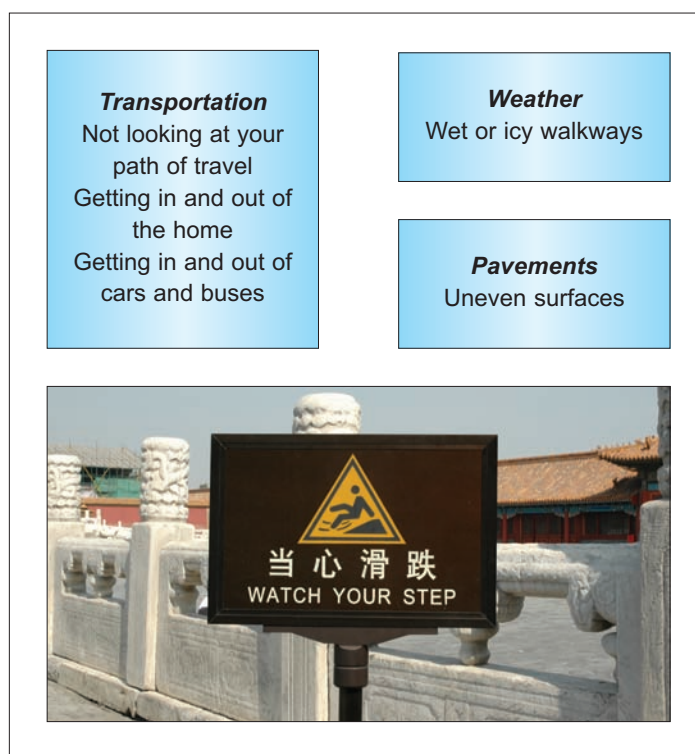 Transportation
Not looking at your
path of travel
Getting in and out of
the home
Getting in and out of
cars and buses
Weather
Wet or icy walkways
Pavements
Uneven surfaces
当心滑跌
WATCH YOUR STEP